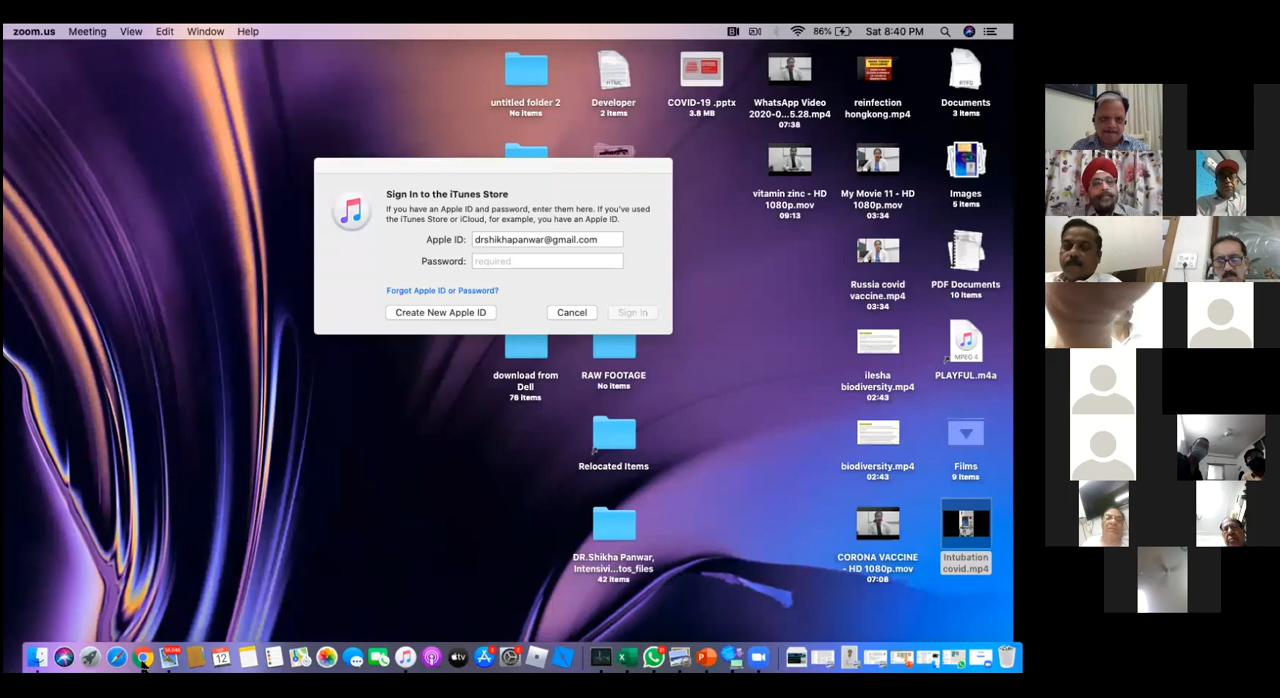 zoom.us Meeting View Edit Window Help
86% Sat 8:40 PM
untitled folder 2
No Items
Developer
2 items
COVID-19 .pptx
3.8 MB
WhatsApp Video
2020-0...5.28.mp4
07:38
reinfection
hongkong.mp4
Documents
3 items
HTML
RTFD
Sign In to the iTunes Store
If you have an Apple ID and password, enter them here. If you've used
the iTunes Store or iCloud, for example, you have an Apple ID.
Apple ID: drshikhapanwar@gmail.com
Password: required
Forgot Apple ID or Password?
Create New Apple ID
Cancel
Sign In
vitamin zinc - HD
1080p.mov
09:13
My Movie 11 - HD
1080p.mov
03:34
Images
5 items
Russia covid
vaccine.mp4
03:34
PDF Documents
10 items
download from
Dell
76 items
RAW FOOTAGE
No items
ilesha
biodiversity.mp4
02:43
MPEG 4
PLAYFUL.m4a
Relocated Items
biodiversity.mp4
02:43
Films
9 items
DR.Shikha Panwar,
Intensivi...tos_files
42 items
CORONA VACCINE
- HD 1080p.mov
07:08
Intubation
covid.mp4
12